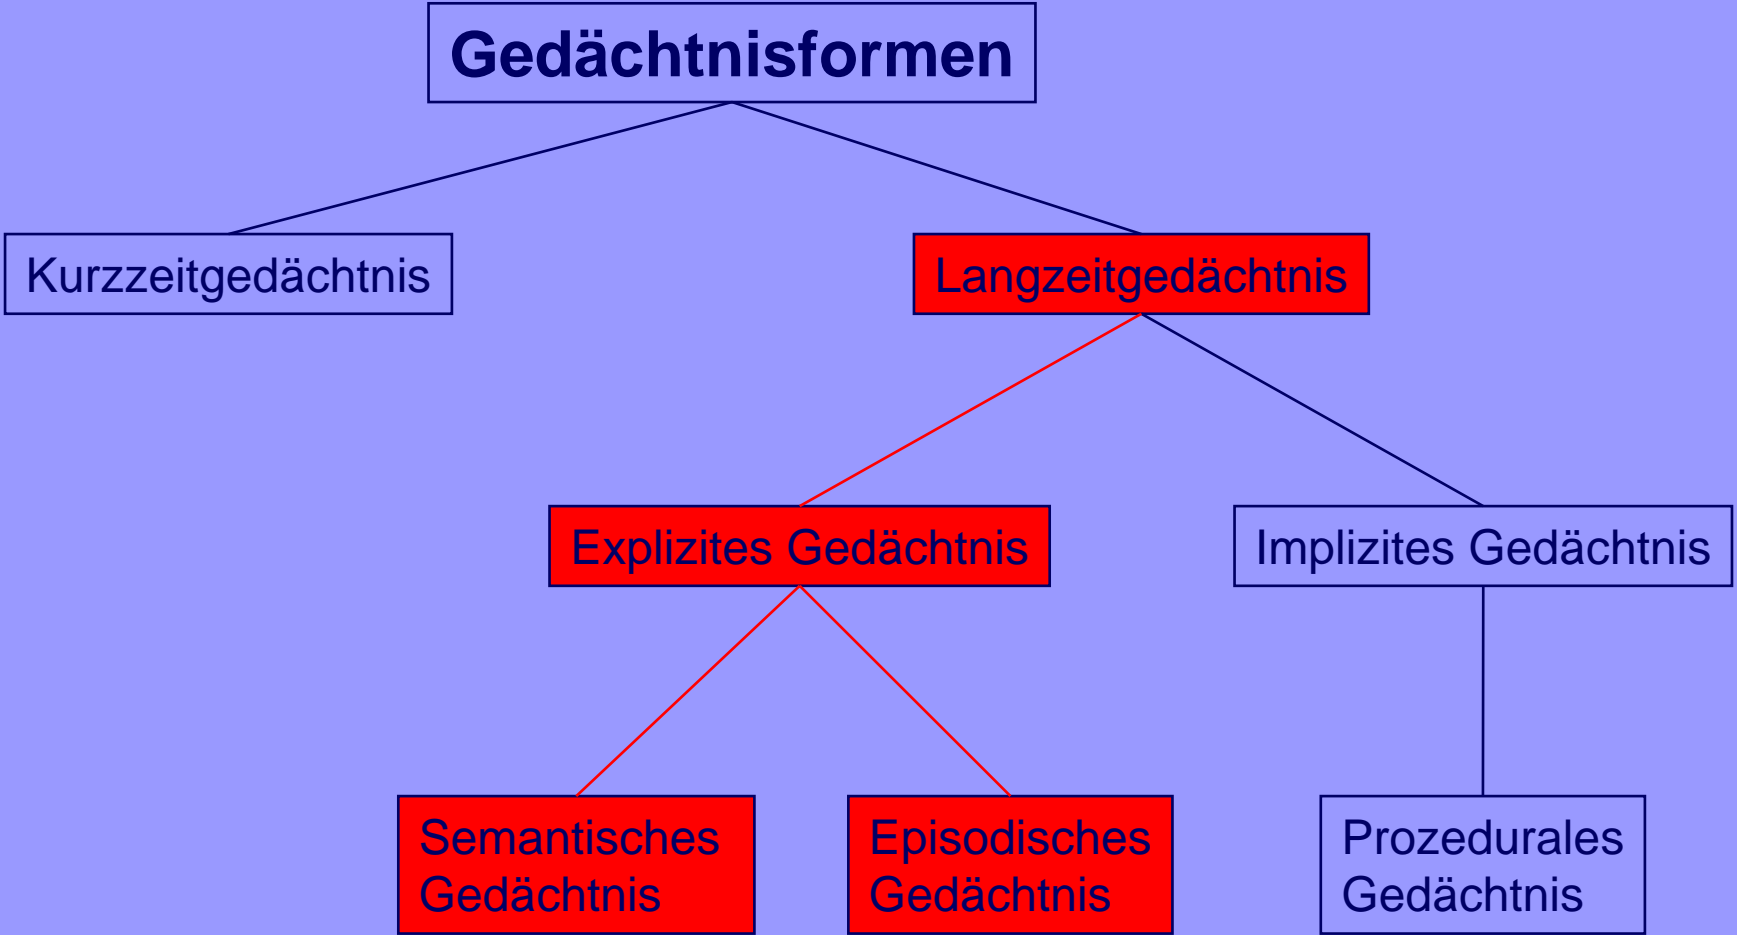 Gedächtnisformen
Kurzzeitgedächtnis
Langzeitgedächtnis
Explizites Gedächtnis
Implizites Gedächtnis
Semantisches
Gedächtnis
Episodisches
Gedächtnis
Prozedurales
Gedächtnis